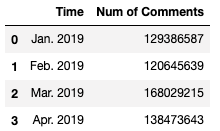 Time Num of Comments
0 Jan. 2019 129386587
1 Feb. 2019 120645639
2 Mar. 2019 168029215
3 Apr. 2019 138473643